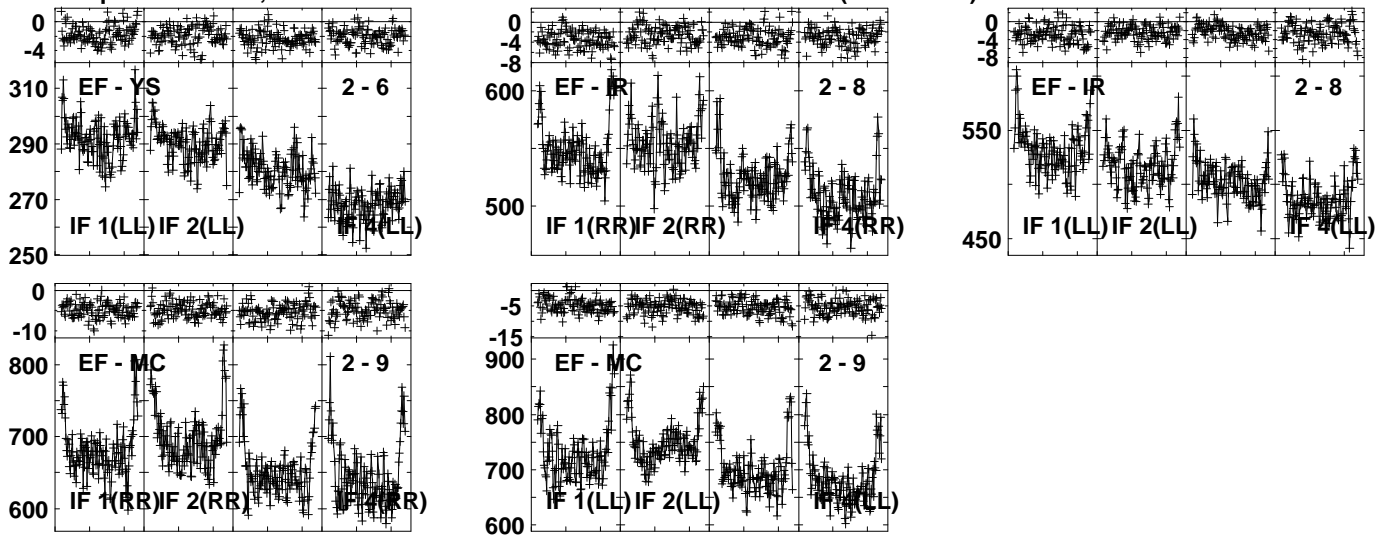 0
-4
310
290
270
250
EF - YS
2 - 6
IF 1(LL) IF 2(LL) IF 4(LL)
0
-4
-8
600
500
EF - IR
2 - 8
IF 1(RR) IF 2(RR) IF 4(RR)
0
-4
-8
550
450
EF - IR
2 - 8
IF 1(LL) IF 2(LL) IF 4(LL)
0
-10
800
700
600
EF - MC
2 - 9
IF 1(RR) IF 2(RR) IF 4(RR)
-5
-15
900
800
700
600
EF - MC
2 - 9
IF 1(LL) IF 2(LL) IF 4(LL)